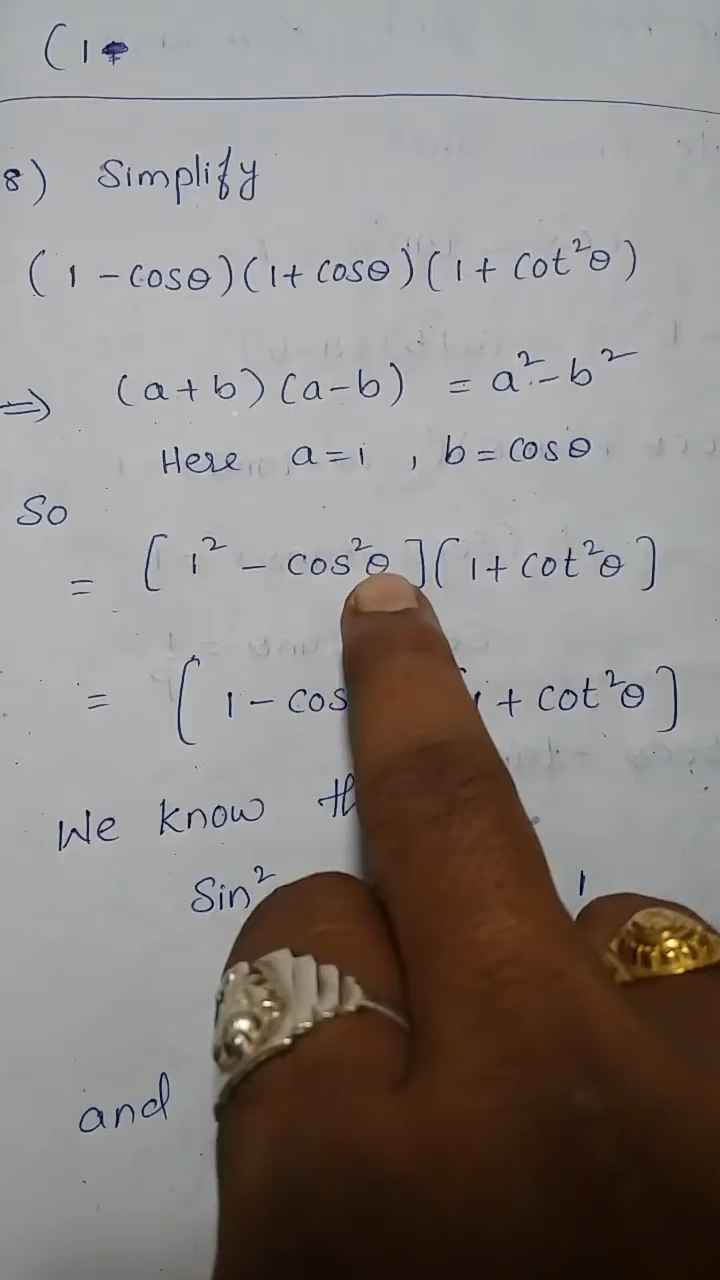 (1
8) Simplify
(1 - cosθ)(1 + cosθ)(1 + cot²θ)
⇒ (a+b)(a-b) = a² - b²
Here a = 1, b = cosθ
So
= [1² - cos²θ][1 + cot²θ]
= [1 - cos + cot²θ]
We know
Sin² 1
and